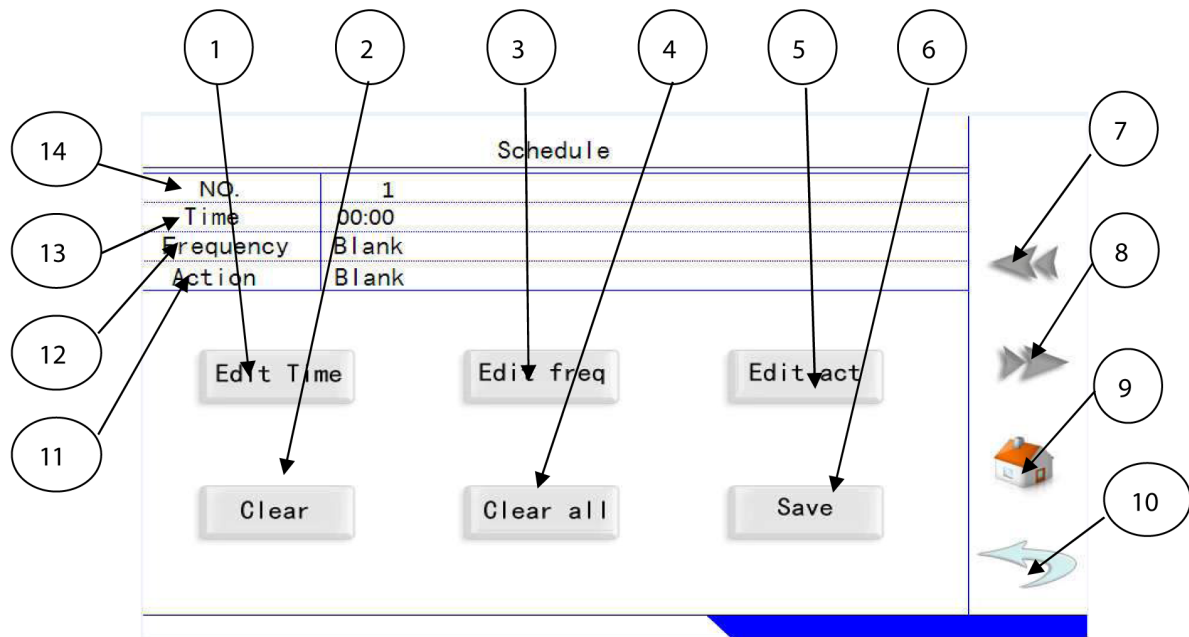 1 2 3 4 5 6
7
Schedule
14
NO. 1
Time 00:00
13
8
Frequency Blank
Action Blank
12
Edit Time Edit freq Edit act
9
11
10
Clear Clear all Save